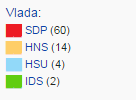 Vlada:
SDP (60)
HNS (14)
HSU (4)
IDS (2)